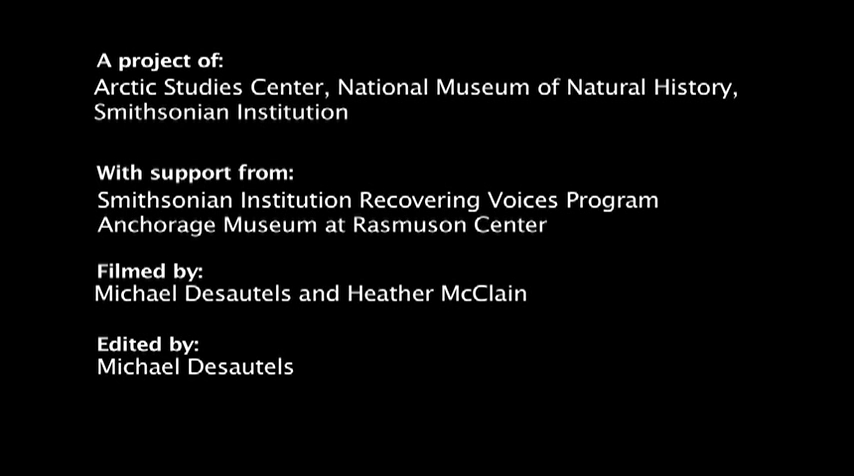 A project of:
Arctic Studies Center, National Museum of Natural History,
Smithsonian Institution
With support from:
Smithsonian Institution Recovering Voices Program
Anchorage Museum at Rasmuson Center
Filmed by:
Michael Desautels and Heather McClain
Edited by:
Michael Desautels